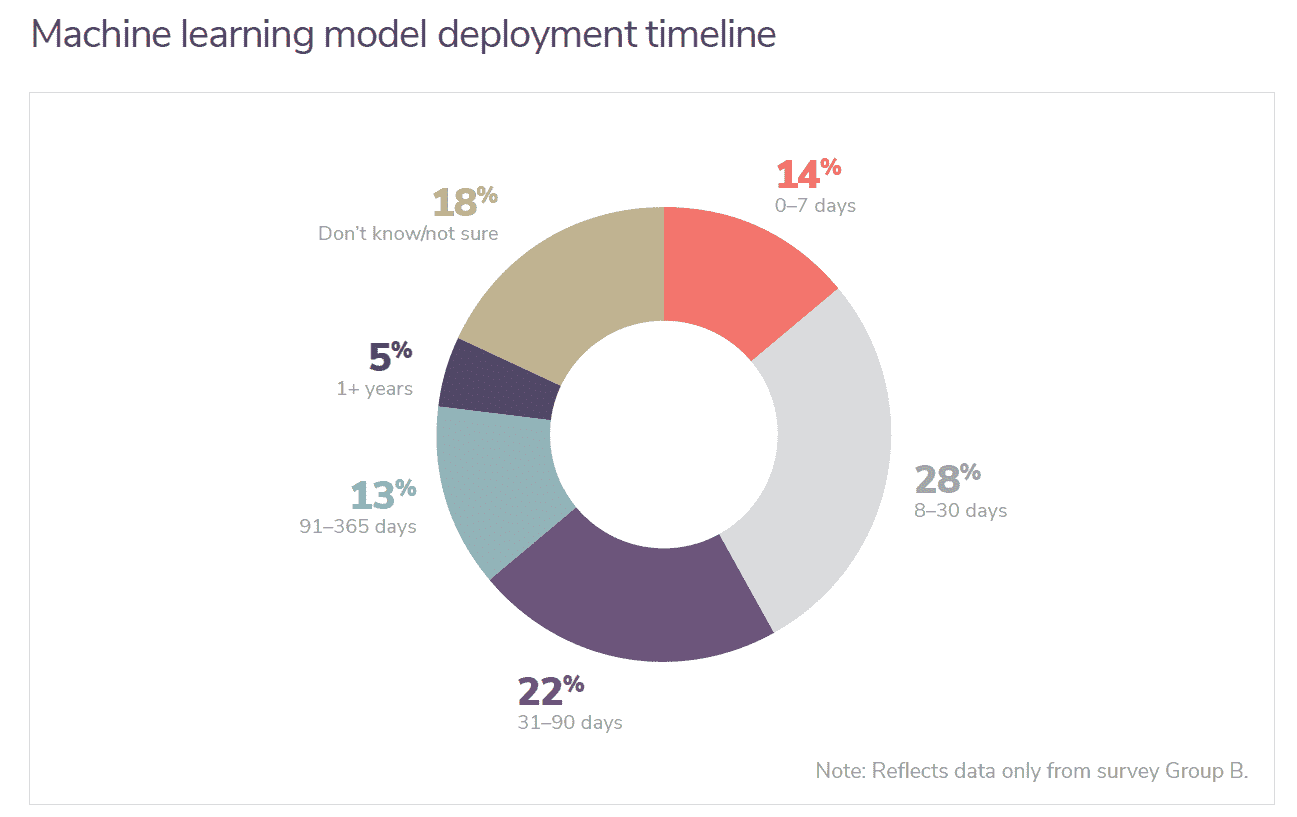 Machine learning model deployment timeline
14%
0–7 days
18%
Don't know/not sure
5%
1+ years
28%
8–30 days
13%
91–365 days
22%
31–90 days
Note: Reflects data only from survey Group B.